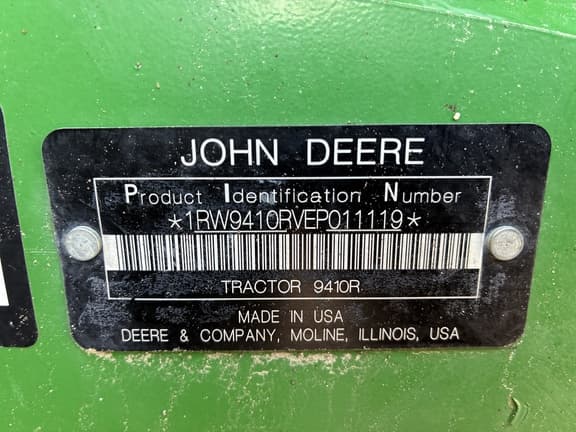 JOHN DEERE
Product Identification Number
*1RW9410RVEP011119*
TRACTOR 9410R
MADE IN USA
DEERE & COMPANY, MOLINE, ILLINOIS, USA